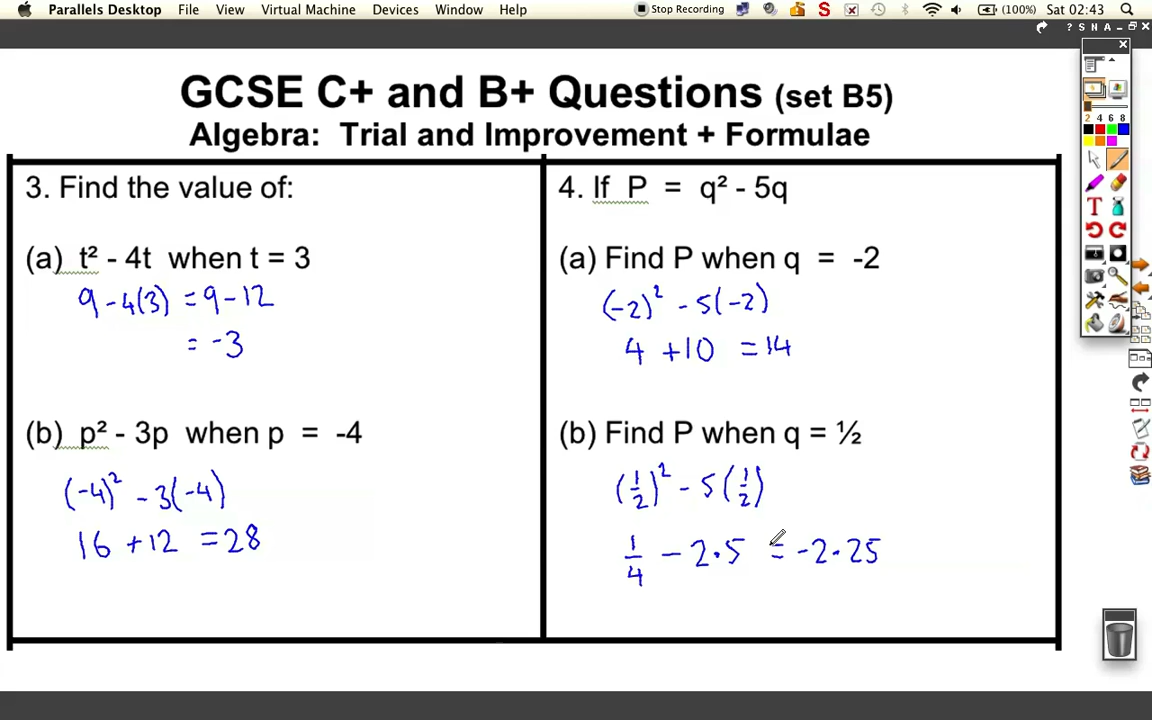 Parallels Desktop File View Virtual Machine Devices Window Help Stop Recording S (100%) Sat 02:43
? S N A
GCSE C+ and B+ Questions (set B5)
Algebra: Trial and Improvement + Formulae
3. Find the value of:
(a) t² - 4t when t = 3
9 - 4(3) = 9 - 12
= -3
(b) p² - 3p when p = -4
(-4)² - 3(-4)
16 + 12 = 28
4. If P = q² - 5q
(a) Find P when q = -2
(-2)² - 5(-2)
4 + 10 = 14
(b) Find P when q = ½
(1/2)² - 5(1/2)
1/4 - 2·5 = -2·25
2 4 6 8
T